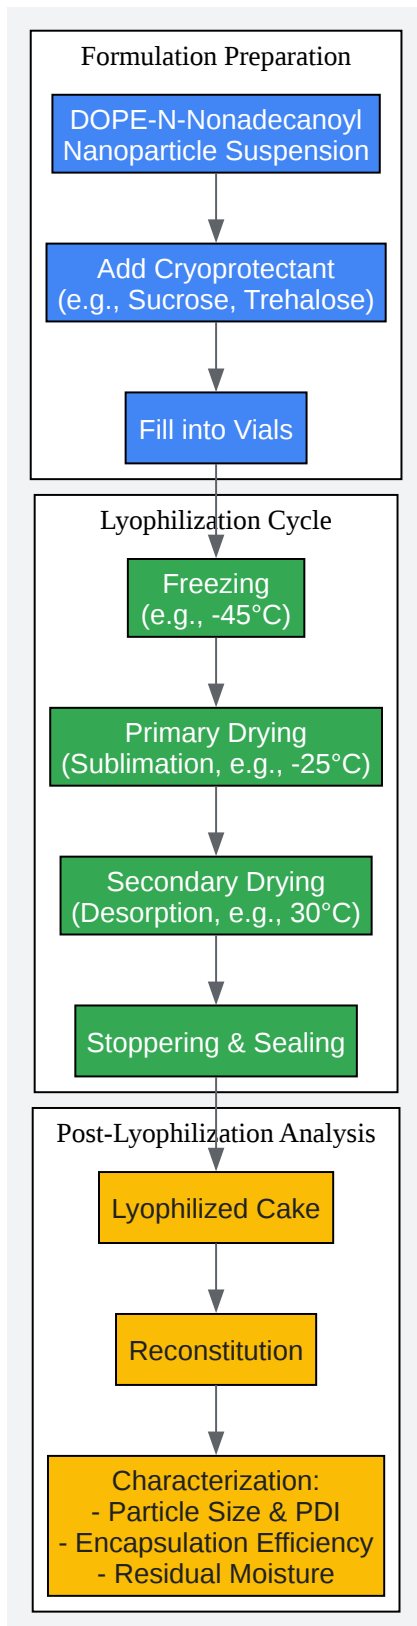 Formulation Preparation
DOPE-N-Nonadecanoyl
Nanoparticle Suspension
Add Cryoprotectant
(e.g., Sucrose, Trehalose)
Fill into Vials
Lyophilization Cycle
Freezing
(e.g., -45°C)
Primary Drying
(Sublimation, e.g., -25°C)
Secondary Drying
(Desorption, e.g., 30°C)
Stoppering & Sealing
Post-Lyophilization Analysis
Lyophilized Cake
Reconstitution
Characterization:
- Particle Size & PDI
- Encapsulation Efficiency
- Residual Moisture